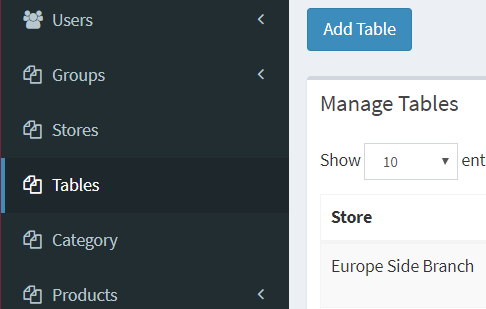 Users
Groups
Stores
Tables
Category
Products
Add Table
Manage Tables
Show 10 ent
Store
Europe Side Branch